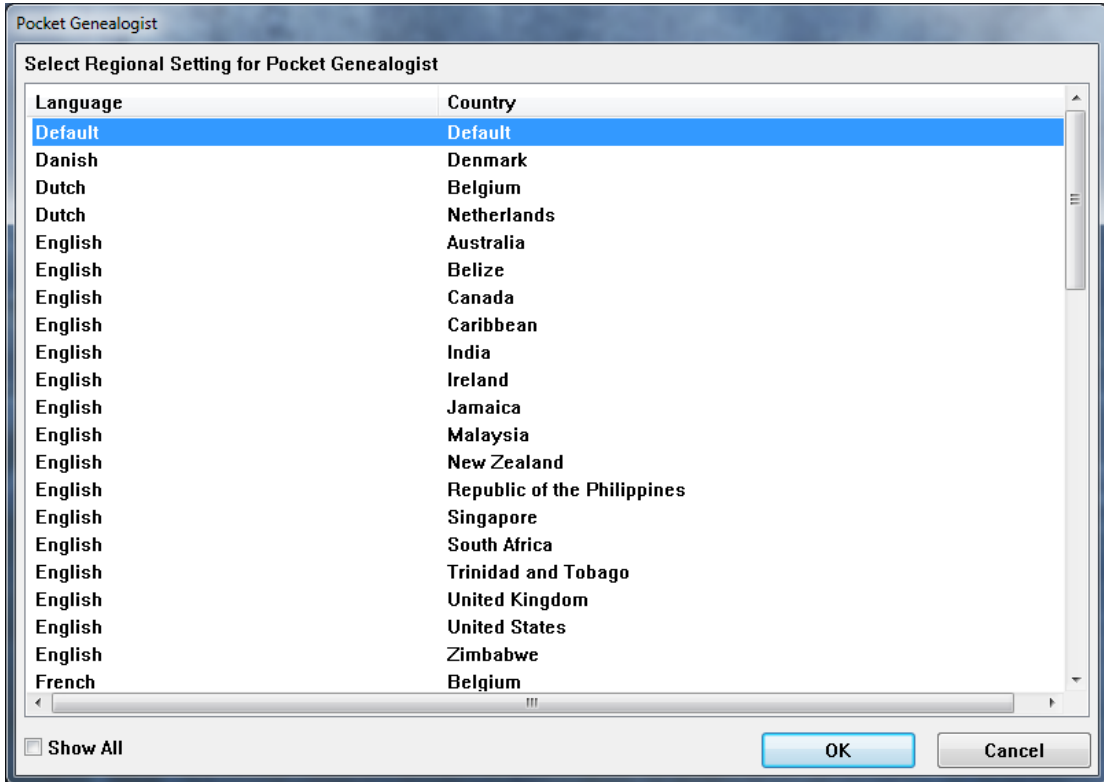 Pocket Genealogist
Select Regional Setting for Pocket Genealogist
Language Country
Default Default
Danish Denmark
Dutch Belgium
Dutch Netherlands
English Australia
English Belize
English Canada
English Caribbean
English India
English Ireland
English Jamaica
English Malaysia
English New Zealand
English Republic of the Philippines
English Singapore
English South Africa
English Trinidad and Tobago
English United Kingdom
English United States
English Zimbabwe
French Belgium
Show All OK Cancel